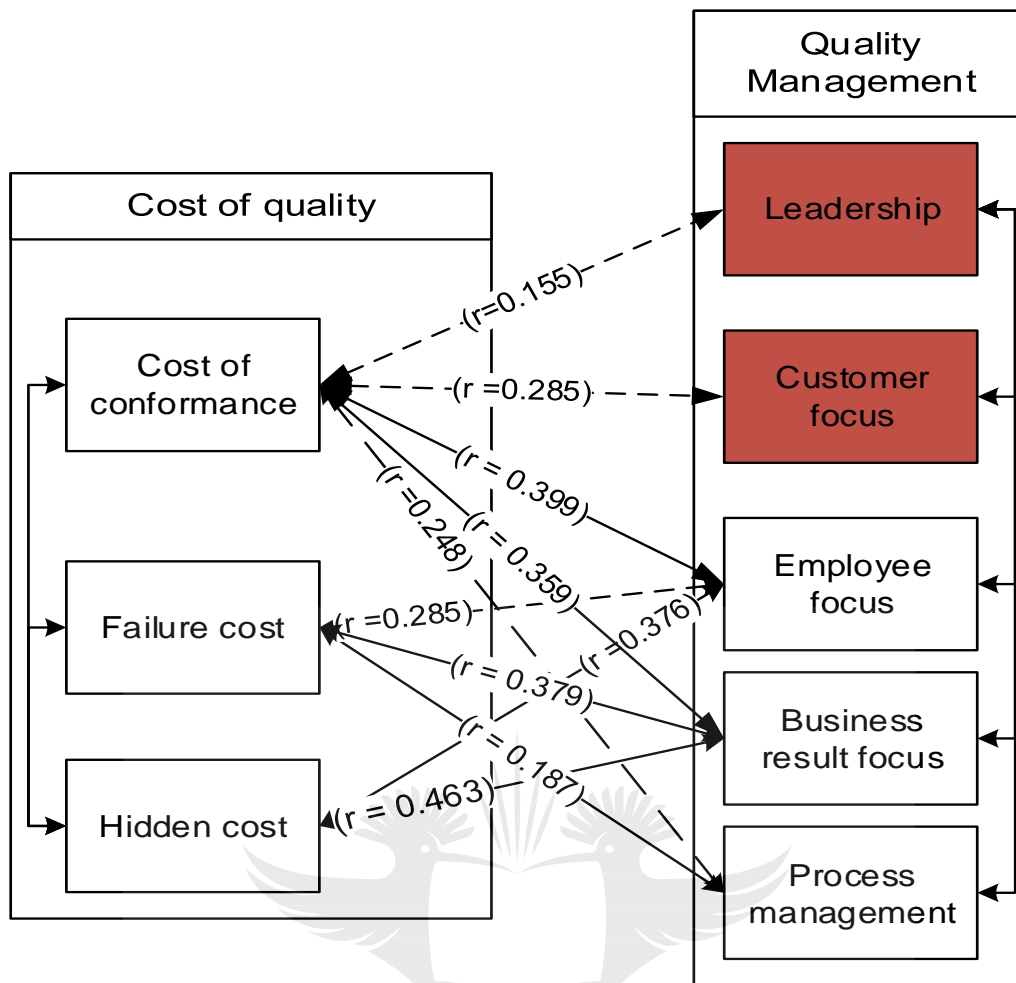 Quality
Management
Leadership
Cost of quality
(r=0.155)
Cost of
conformance
(r =0.285)
Customer
focus
(r = 0.399)
(r =0.248)
(r = 0.359)
Employee
focus
(r =0.285)
(r =0.376)
Failure cost
(r = 0.379)
Business
result focus
(r = 0.187)
(r = 0.463)
Hidden cost
Process
management